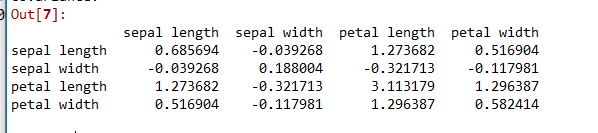 Out[7]:
sepal length sepal width petal length petal width
sepal length 0.685694 -0.039268 1.273682 0.516904
sepal width -0.039268 0.188004 -0.321713 -0.117981
petal length 1.273682 -0.321713 3.113179 1.296387
petal width 0.516904 -0.117981 1.296387 0.582414